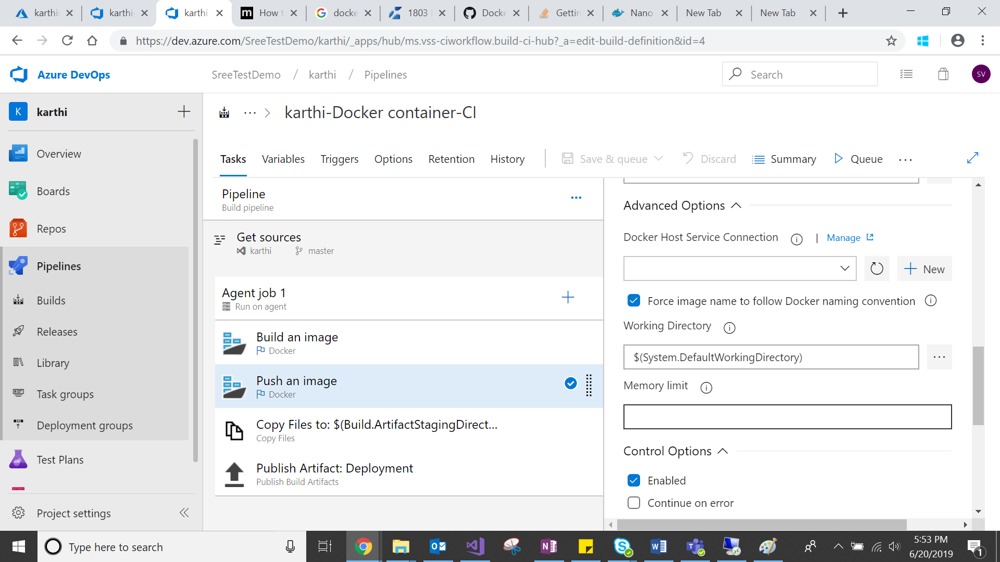 karthi
karthi-
karthi-
How t
docke
1803
Docke
Gettin
Nano
New Tab
New Tab
https://dev.azure.com/SreeTestDemo/karthi/_apps/hub/ms.vss-ciworkflow.build-ci-hub?_a=edit-build-definition&id=4
Azure DevOps
SreeTestDemo / karthi / Pipelines
Search
SV
K karthi
Overview
Boards
Repos
Pipelines
Builds
Releases
Library
Task groups
Deployment groups
Test Plans
Project settings
... > karthi-Docker container-CI
Tasks Variables Triggers Options Retention History
Save & queue Discard Summary Queue ...
Pipeline
Build pipeline
Get sources
karthi master
Agent job 1
Run on agent
Build an image
Docker
Push an image
Docker
Copy Files to: $(Build.ArtifactStagingDirect...
Copy Files
Publish Artifact: Deployment
Publish Build Artifacts
Advanced Options
Docker Host Service Connection | Manage
New
Force image name to follow Docker naming convention
Working Directory
$(System.DefaultWorkingDirectory)
...
Memory limit
Control Options
Enabled
Continue on error
Type here to search
5:53 PM
6/20/2019
1